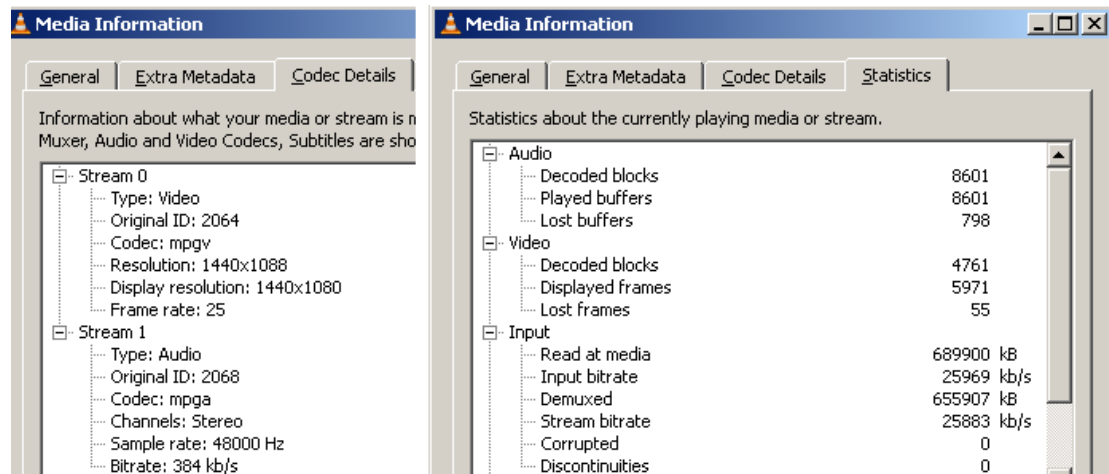 Media Information
General
Extra Metadata
Codec Details
Information about what your media or stream is m
Muxer, Audio and Video Codecs, Subtitles are sho
Stream 0
Type: Video
Original ID: 2064
Codec: mpgv
Resolution: 1440x1088
Display resolution: 1440x1080
Frame rate: 25
Stream 1
Type: Audio
Original ID: 2068
Codec: mpga
Channels: Stereo
Sample rate: 48000 Hz
Bitrate: 384 kb/s
Media Information
General
Extra Metadata
Codec Details
Statistics
Statistics about the currently playing media or stream.
Audio
Decoded blocks 8601
Played buffers 8601
Lost buffers 798
Video
Decoded blocks 4761
Displayed frames 5971
Lost frames 55
Input
Read at media 689900 kB
Input bitrate 25969 kb/s
Demuxed 655907 kB
Stream bitrate 25883 kb/s
Corrupted 0
Discontinuities 0